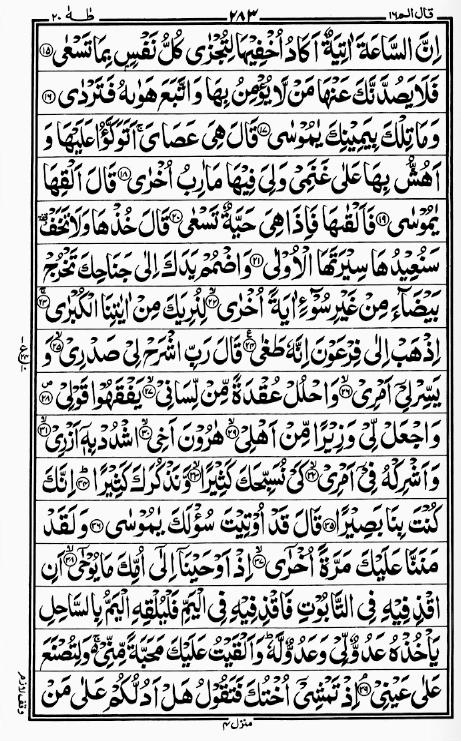 قال الم ١٦ ٢٨٣ طٰهٰ ٢٠
اِنَّ السَّاعَةَ اٰتِيَةٌ اَكَادُ اُخْفِيْهَا لِتُجْزٰى كُلُّ نَفْسٍۭ بِمَا تَسْعٰى ﴿١٥﴾
فَلَا يَصُدَّنَّكَ عَنْهَا مَنْ لَّا يُؤْمِنُ بِهَا وَاتَّبَعَ هَوٰىهُ فَتَرْدٰى ﴿١٦﴾
وَمَا تِلْكَ بِيَمِيْنِكَ يٰمُوْسٰى ﴿١٧﴾ قَالَ هِيَ عَصَايَ ۚ اَتَوَكَّؤُا عَلَيْهَا وَ
اَهُشُّ بِهَا عَلٰى غَنَمِيْ وَلِيَ فِيْهَا مَاٰرِبُ اُخْرٰى ﴿١٨﴾ قَالَ اَلْقِهَا
يٰمُوْسٰى ﴿١٩﴾ فَاَلْقٰىهَا فَاِذَا هِيَ حَيَّةٌ تَسْعٰى ﴿٢٠﴾ قَالَ خُذْهَا وَلَا تَخَفْ
سَنُعِيْدُهَا سِيْرَتَهَا الْاُوْلٰى ﴿٢١﴾ وَاضْمُمْ يَدَكَ اِلٰى جَنَاحِكَ تَخْرُجْ
بَيْضَآءَ مِنْ غَيْرِ سُوْٓءٍ اٰيَةً اُخْرٰى ﴿٢٢﴾ لِنُرِيَكَ مِنْ اٰيٰتِنَا الْكُبْرٰى ﴿٢٣﴾
اِذْهَبْ اِلٰى فِرْعَوْنَ اِنَّهٗ طَغٰى ﴿٢٤﴾ قَالَ رَبِّ اشْرَحْ لِيْ صَدْرِيْ ﴿٢٥﴾ وَ
يَسِّرْ لِيْٓ اَمْرِيْ ﴿٢٦﴾ وَاحْلُلْ عُقْدَةً مِّنْ لِّسَانِيْ ﴿٢٧﴾ يَفْقَهُوْا قَوْلِيْ ﴿٢٨﴾
وَاجْعَلْ لِّيْ وَزِيْرًا مِّنْ اَهْلِيْ ﴿٢٩﴾ هٰرُوْنَ اَخِي ﴿٣٠﴾ اشْدُدْ بِهٖٓ اَزْرِيْ ﴿٣١﴾
وَاَشْرِكْهُ فِيْٓ اَمْرِيْ ﴿٣٢﴾ كَيْ نُسَبِّحَكَ كَثِيْرًا ﴿٣٣﴾ وَّنَذْكُرَكَ كَثِيْرًا ﴿٣٤﴾ اِنَّكَ
كُنْتَ بِنَا بَصِيْرًا ﴿٣٥﴾ قَالَ قَدْ اُوْتِيْتَ سُؤْلَكَ يٰمُوْسٰى ﴿٣٦﴾ وَلَقَدْ
مَنَنَّا عَلَيْكَ مَرَّةً اُخْرٰٓى ﴿٣٧﴾ اِذْ اَوْحَيْنَآ اِلٰٓى اُمِّكَ مَا يُوْحٰٓى ﴿٣٨﴾ اَنِ
اقْذِفِيْهِ فِي التَّابُوْتِ فَاقْذِفِيْهِ فِي الْيَمِّ فَلْيُلْقِهِ الْيَمُّ بِالسَّاحِلِ
يَاْخُذْهُ عَدُوٌّ لِّيْ وَعَدُوٌّ لَّهٗ ۗ وَاَلْقَيْتُ عَلَيْكَ مَحَبَّةً مِّنِّيْ ۚ وَلِتُصْنَعَ
عَلٰى عَيْنِيْ ﴿٣٩﴾ اِذْ تَمْشِيْٓ اُخْتُكَ فَتَقُوْلُ هَلْ اَدُلُّكُمْ عَلٰى مَنْ
وقف لازم
منزل ٤